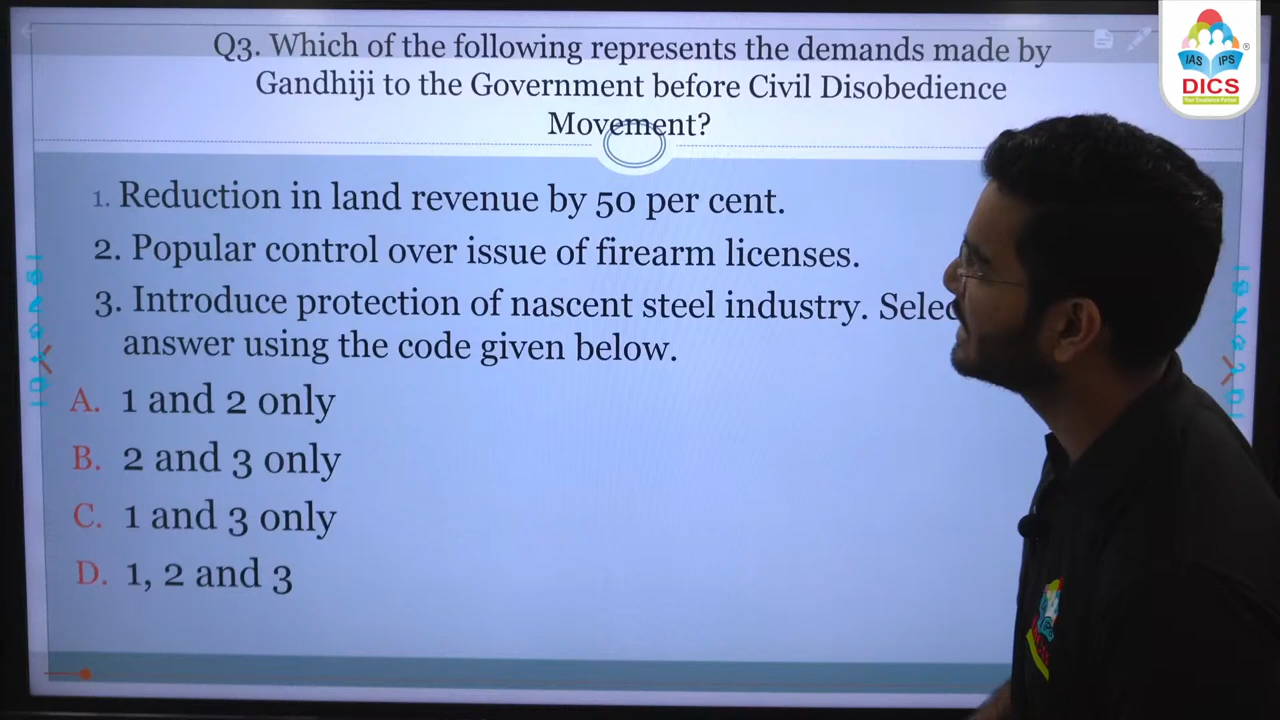 Q3. Which of the following represents the demands made by
Gandhiji to the Government before Civil Disobedience
Movement?
1. Reduction in land revenue by 50 per cent.
2. Popular control over issue of firearm licenses.
3. Introduce protection of nascent steel industry. Selec
answer using the code given below.
A. 1 and 2 only
B. 2 and 3 only
C. 1 and 3 only
D. 1, 2 and 3
IAS IPS
DICS
Your Excellence Partner